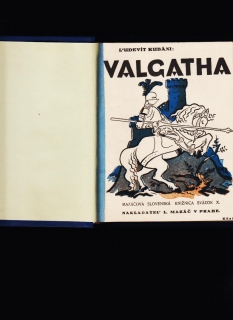 ĽUDEVÍT KUBÁNI:
VALGATHA
MAZÁČOVA SLOVENSKÁ KNIŽNICA SVÄZOK X.
NAKLADATEĽ L. MAZÁČ V PRAHE.